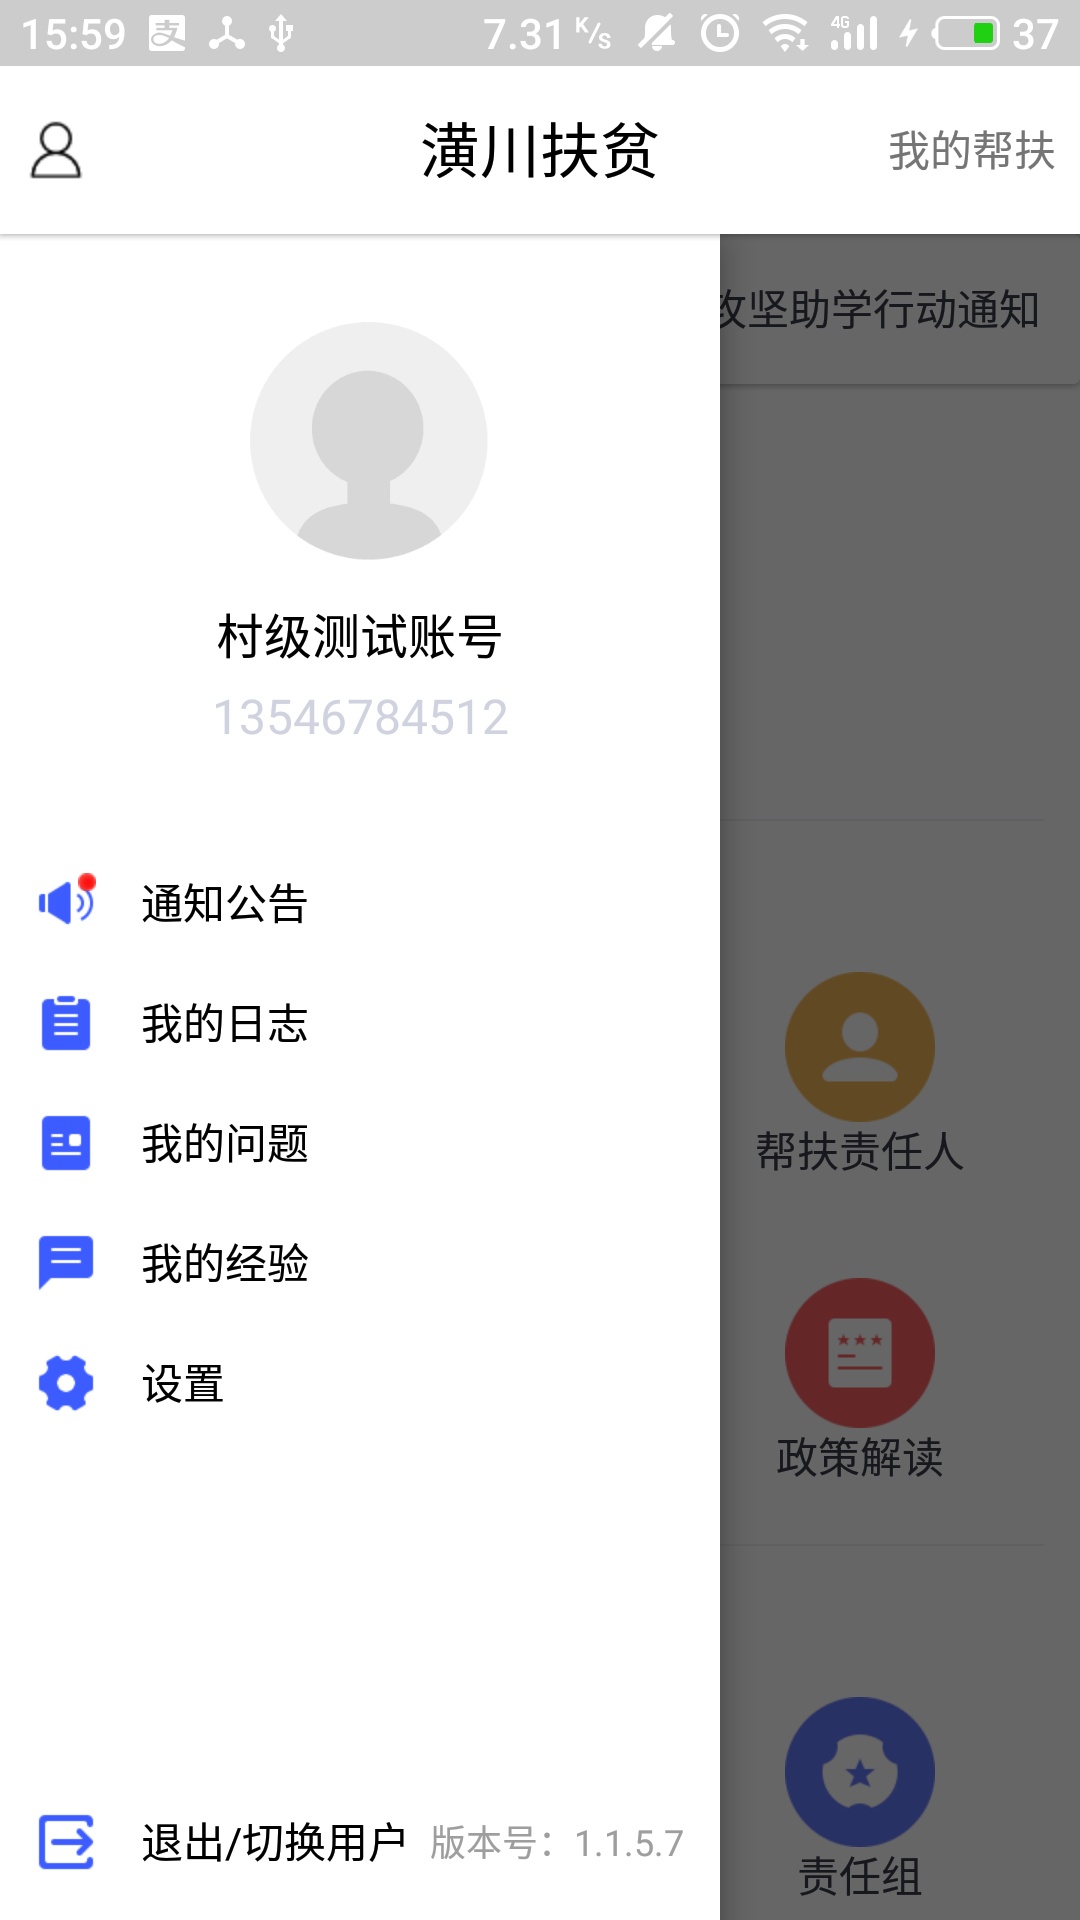 15:59 7.31 K/s 4G 37
潢川扶贫
我的帮扶
攻坚助学行动通知
村级测试账号
13546784512
通知公告
我的日志
我的问题
我的经验
设置
帮扶责任人
政策解读
责任组
退出/切换用户 版本号：1.1.5.7